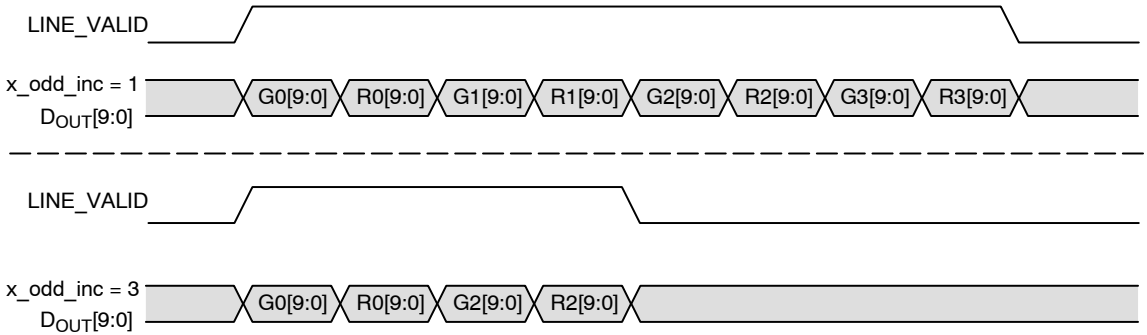 LINE_VALID
x_odd_inc = 1
D_OUT[9:0] G0[9:0] R0[9:0] G1[9:0] R1[9:0] G2[9:0] R2[9:0] G3[9:0] R3[9:0]
LINE_VALID
x_odd_inc = 3
D_OUT[9:0] G0[9:0] R0[9:0] G2[9:0] R2[9:0]